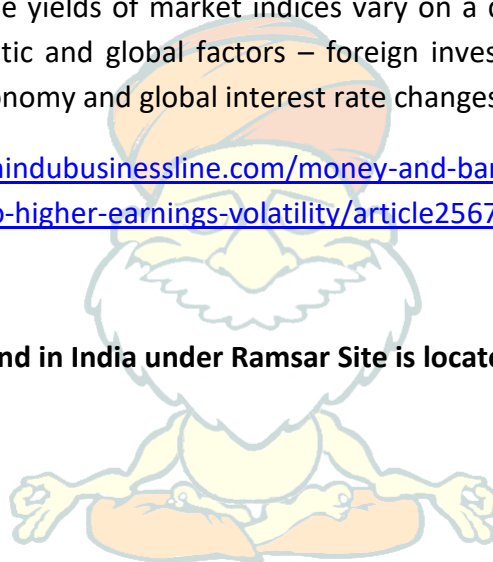 e yields of market indices vary on a
tic and global factors – foreign inves
onomy and global interest rate changes
hindubusinessline.com/money-and-ba
-higher-earnings-volatility/article2567
nd in India under Ramsar Site is locate